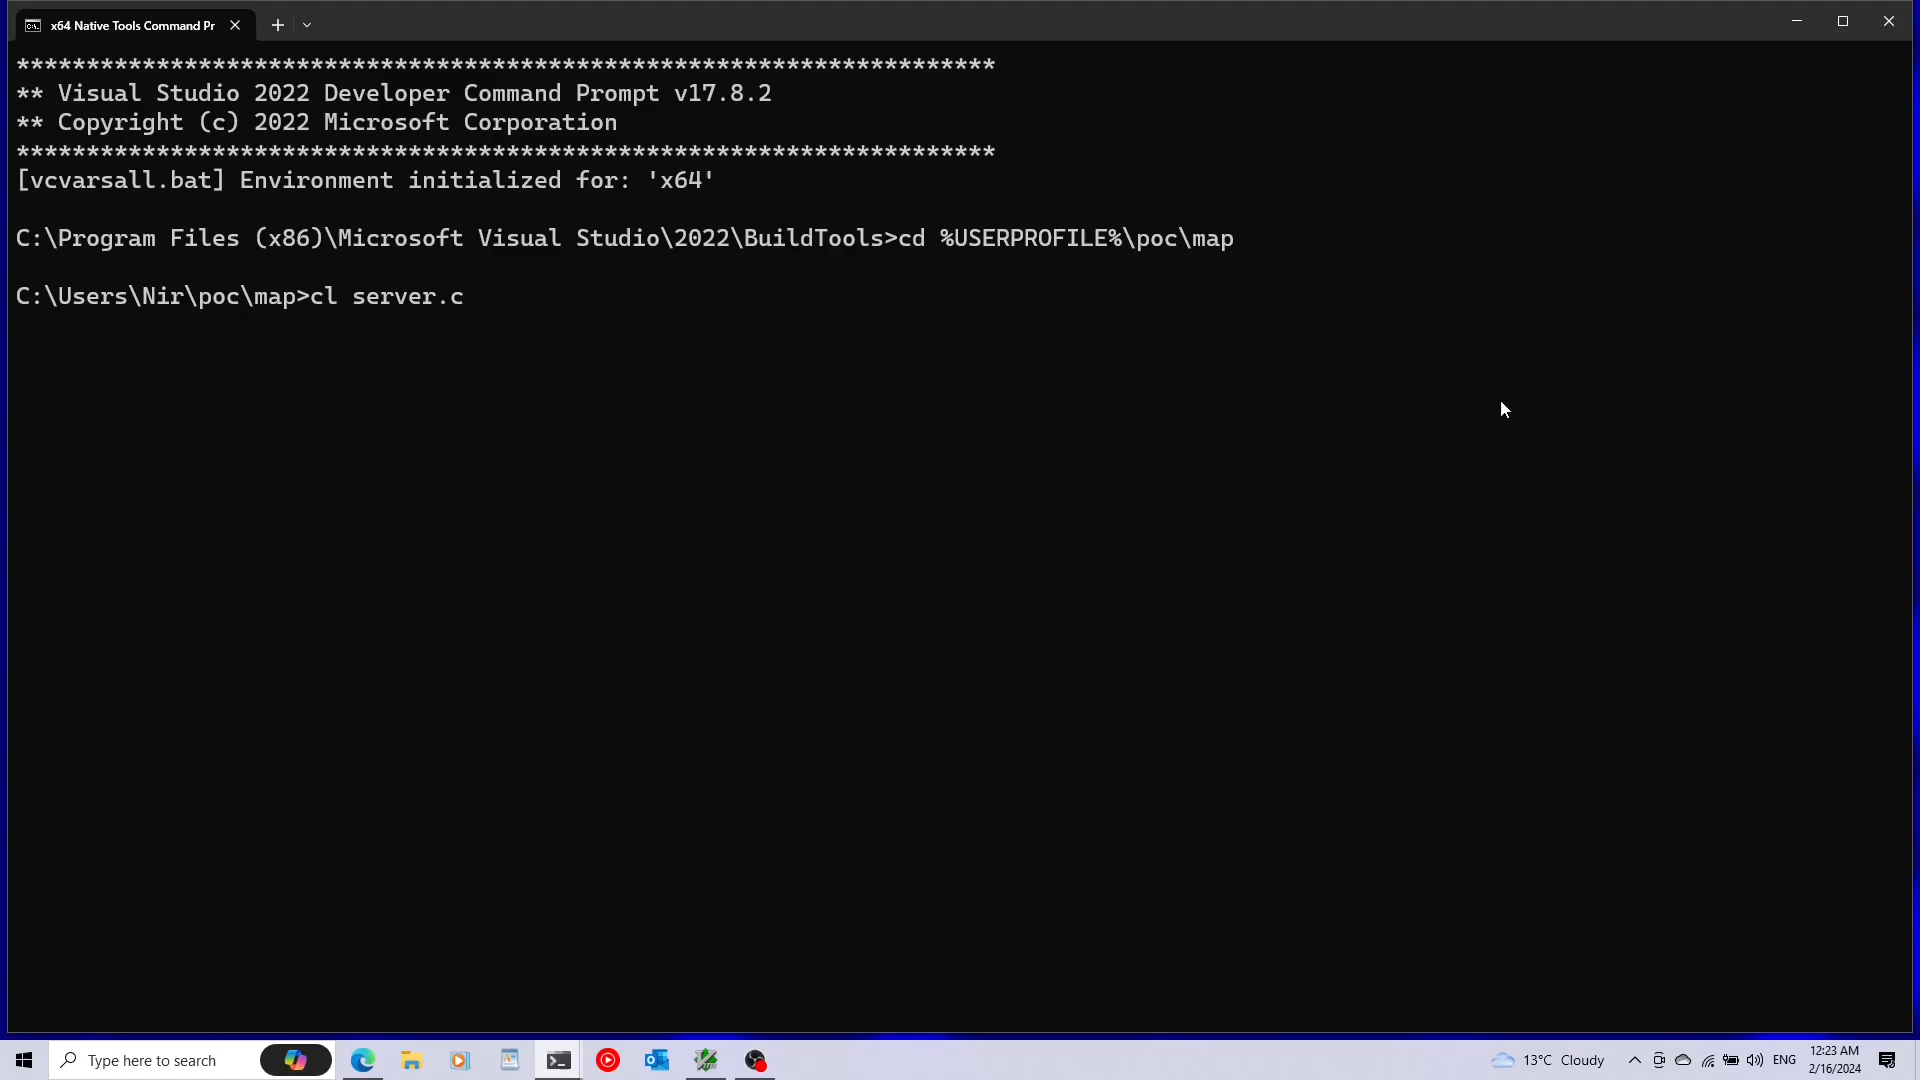 x64 Native Tools Command Pr
**********************************************************************
** Visual Studio 2022 Developer Command Prompt v17.8.2
** Copyright (c) 2022 Microsoft Corporation
**********************************************************************
[vcvarsall.bat] Environment initialized for: 'x64'
C:\Program Files (x86)\Microsoft Visual Studio\2022\BuildTools>cd %USERPROFILE%\poc\map
C:\Users\Nir\poc\map>cl server.c
Type here to search
13°C Cloudy
ENG
12:23 AM
2/16/2024